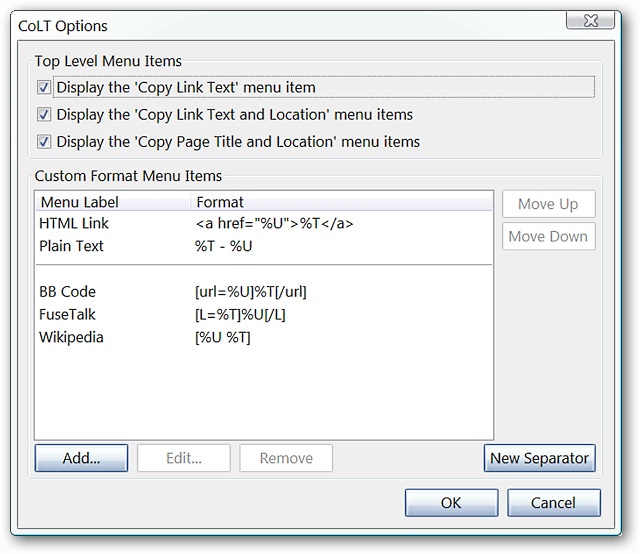 CoLT Options
Top Level Menu Items
Display the 'Copy Link Text' menu item
Display the 'Copy Link Text and Location' menu items
Display the 'Copy Page Title and Location' menu items
Custom Format Menu Items
Menu Label Format
HTML Link <a href="%U">%T</a>
Plain Text %T - %U
BB Code [url=%U]%T[/url]
FuseTalk [L=%T]%U[/L]
Wikipedia [%U %T]
Move Up
Move Down
Add... Edit... Remove New Separator
OK Cancel